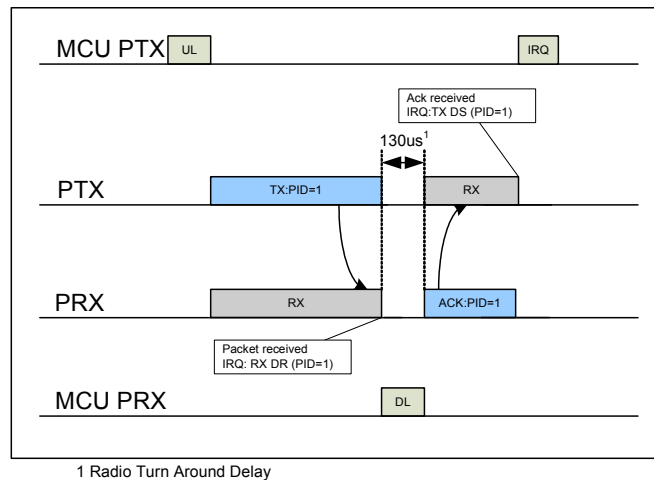 MCU PTX
UL
IRQ
Ack received
IRQ:TX DS (PID=1)
130us1
PTX
TX:PID=1
RX
PRX
RX
ACK:PID=1
Packet received
IRQ: RX DR (PID=1)
MCU PRX
DL
1 Radio Turn Around Delay